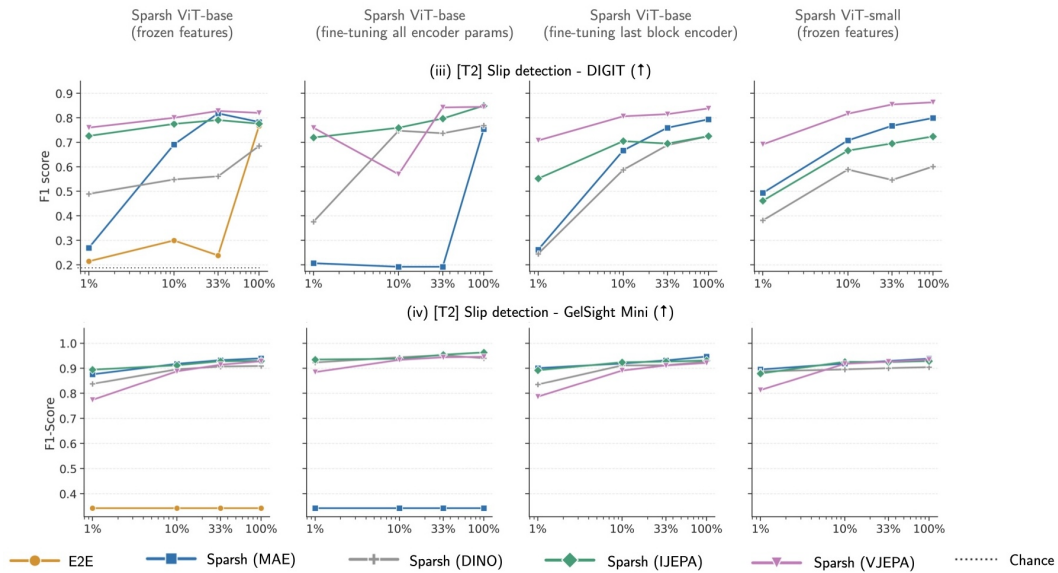 Sparsh ViT-base
(frozen features)
Sparsh ViT-base
(fine-tuning all encoder params)
Sparsh ViT-base
(fine-tuning last block encoder)
Sparsh ViT-small
(frozen features)
(iii) [T2] Slip detection - DIGIT (↑)
F1 score
0.9
0.8
0.7
0.6
0.5
0.4
0.3
0.2
1% 10% 33% 100%
1% 10% 33% 100%
1% 10% 33% 100%
1% 10% 33% 100%
(iv) [T2] Slip detection - GelSight Mini (↑)
F1-Score
1.0
0.9
0.8
0.7
0.6
0.5
0.4
1% 10% 33% 100%
1% 10% 33% 100%
1% 10% 33% 100%
1% 10% 33% 100%
E2E Sparsh (MAE) Sparsh (DINO) Sparsh (IJEPA) Sparsh (VJEPA) Chance